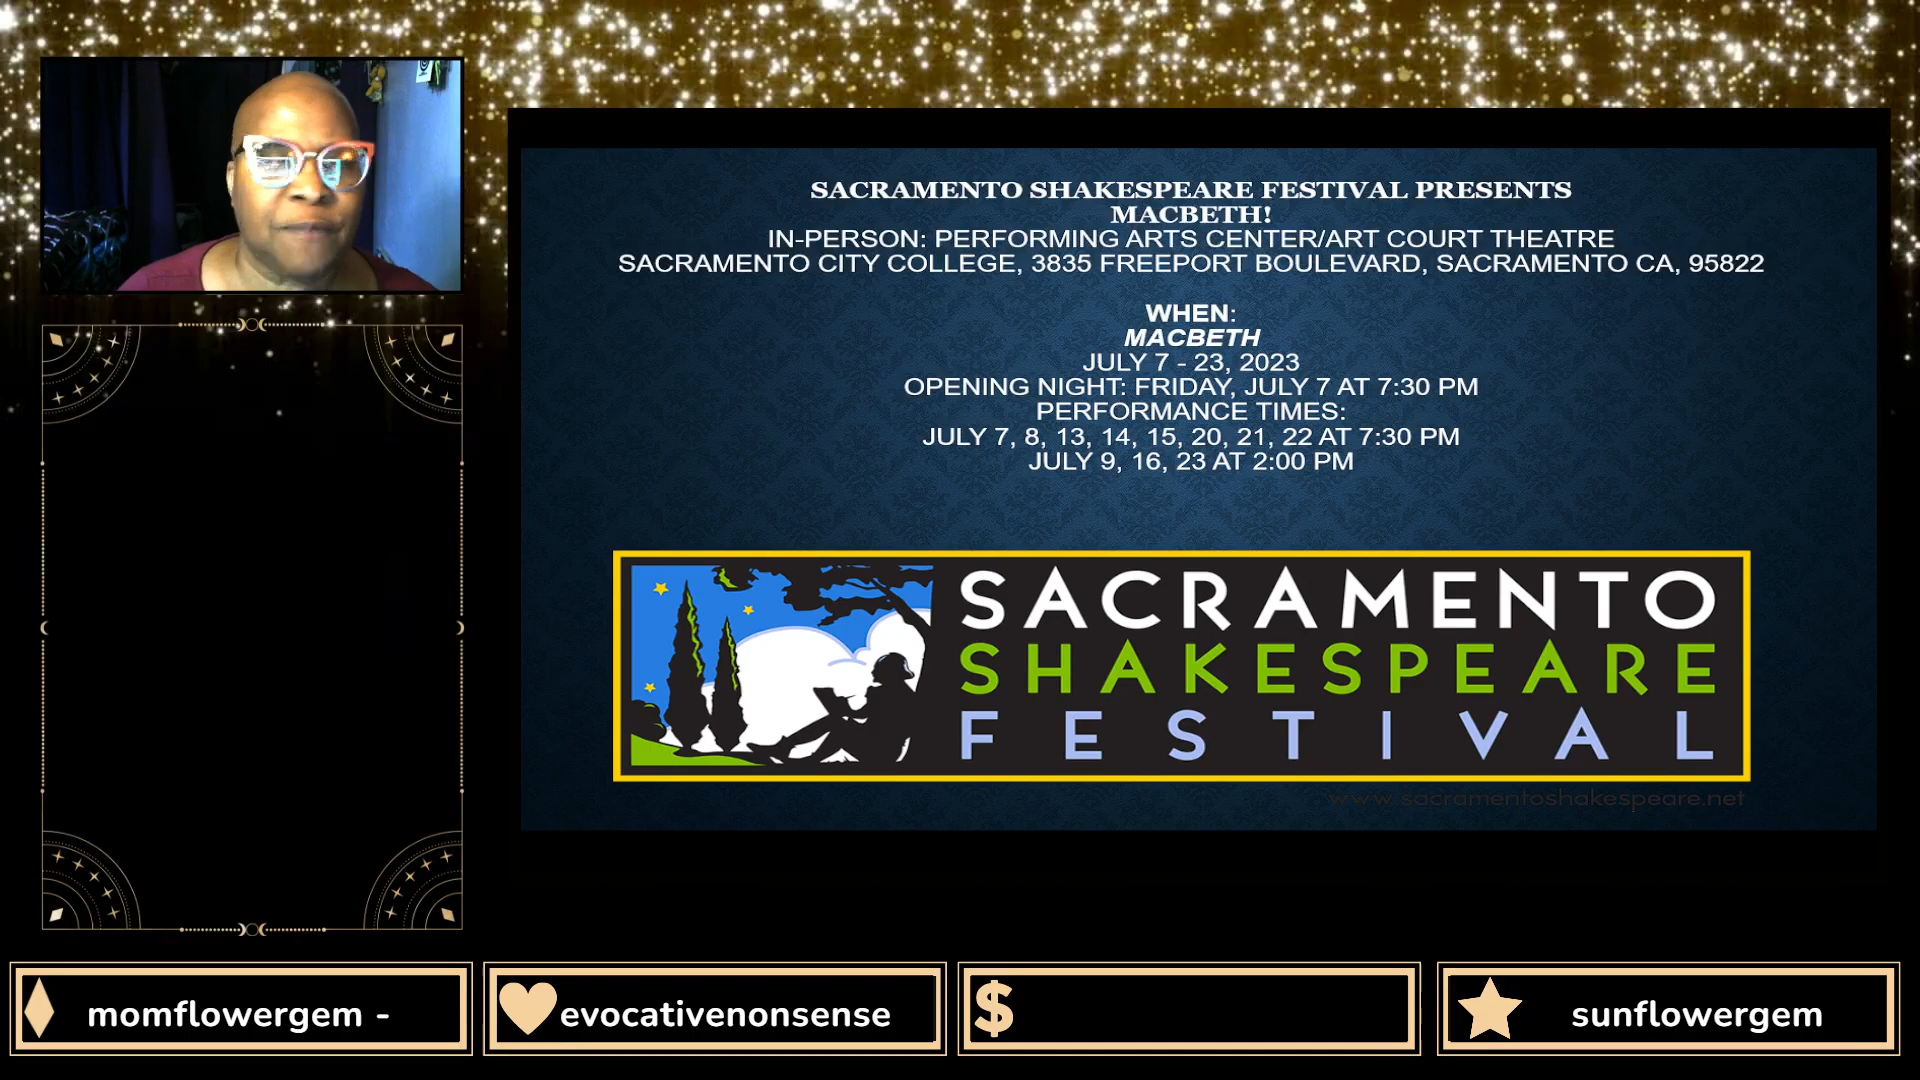 SACRAMENTO SHAKESPEARE FESTIVAL PRESENTS
MACBETH!
IN-PERSON: PERFORMING ARTS CENTER/ART COURT THEATRE
SACRAMENTO CITY COLLEGE, 3835 FREEPORT BOULEVARD, SACRAMENTO CA, 95822
WHEN:
MACBETH
JULY 7 - 23, 2023
OPENING NIGHT: FRIDAY, JULY 7 AT 7:30 PM
PERFORMANCE TIMES:
JULY 7, 8, 13, 14, 15, 20, 21, 22 AT 7:30 PM
JULY 9, 16, 23 AT 2:00 PM
SACRAMENTO
SHAKESPEARE
FESTIVAL
www.sacramentoshakespeare.net
momflowergem -
evocativenonsense
$
sunflowergem